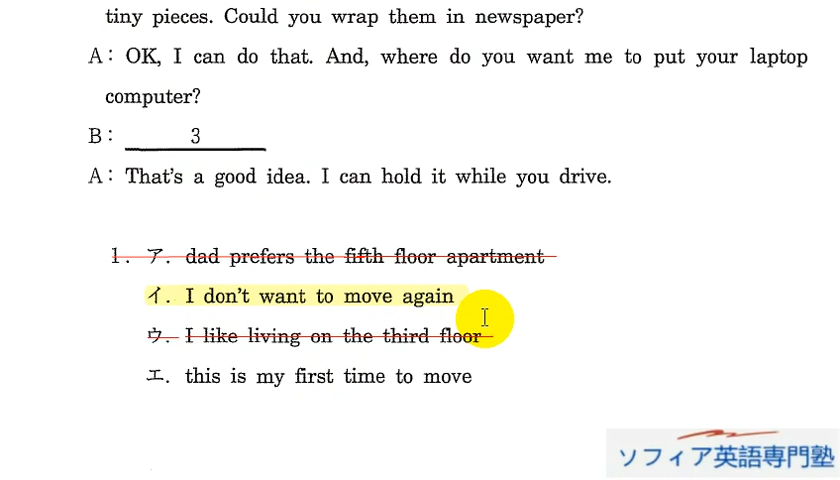 tiny pieces. Could you wrap them in newspaper?
A: OK, I can do that. And, where do you want me to put your laptop
computer?
B: 3
A: That's a good idea. I can hold it while you drive.
1. ア. dad prefers the fifth floor apartment
イ. I don't want to move again
ウ. I like living on the third floor
エ. this is my first time to move
ソフィア英語専門塾